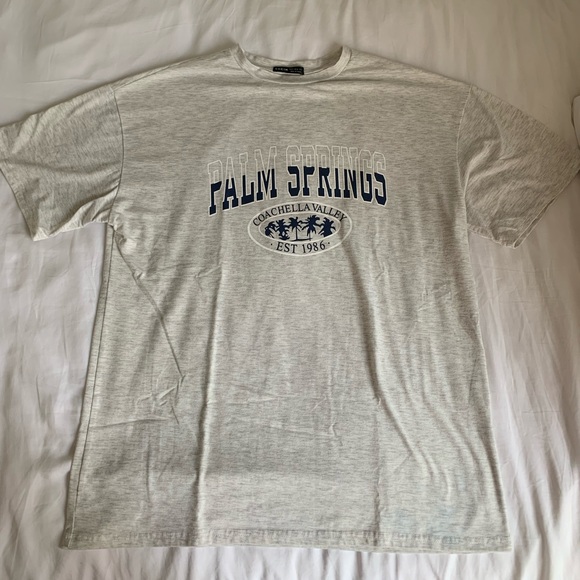 PALM SPRINGS
COACHELLA VALLEY
· EST 1986 ·